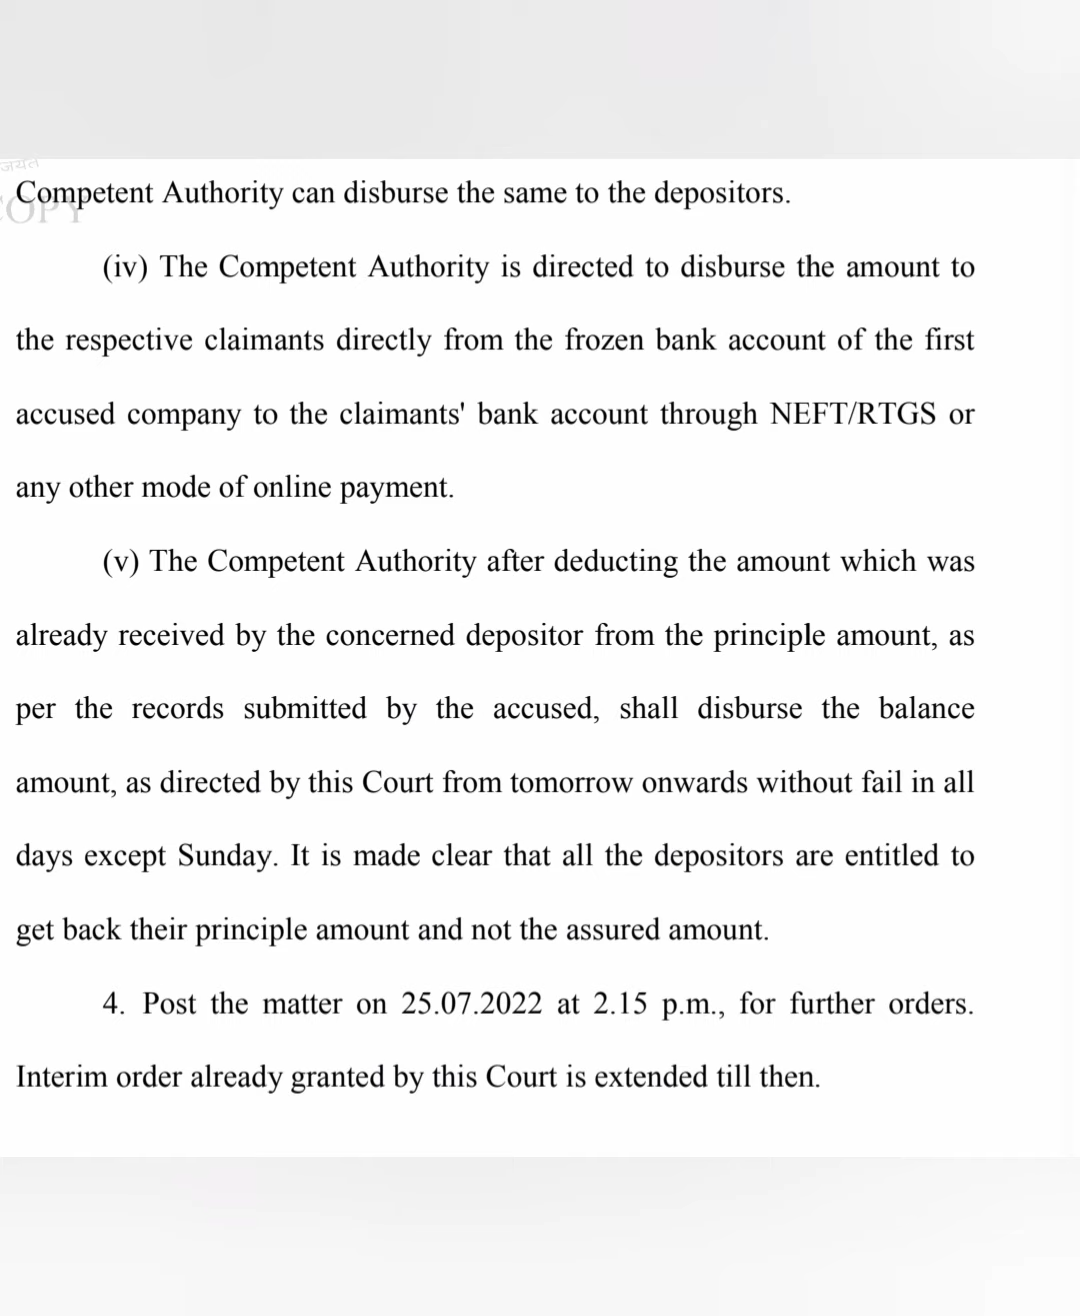 जयते
COPY
Competent Authority can disburse the same to the depositors.
(iv) The Competent Authority is directed to disburse the amount to
the respective claimants directly from the frozen bank account of the first
accused company to the claimants' bank account through NEFT/RTGS or
any other mode of online payment.
(v) The Competent Authority after deducting the amount which was
already received by the concerned depositor from the principle amount, as
per the records submitted by the accused, shall disburse the balance
amount, as directed by this Court from tomorrow onwards without fail in all
days except Sunday. It is made clear that all the depositors are entitled to
get back their principle amount and not the assured amount.
4. Post the matter on 25.07.2022 at 2.15 p.m., for further orders.
Interim order already granted by this Court is extended till then.